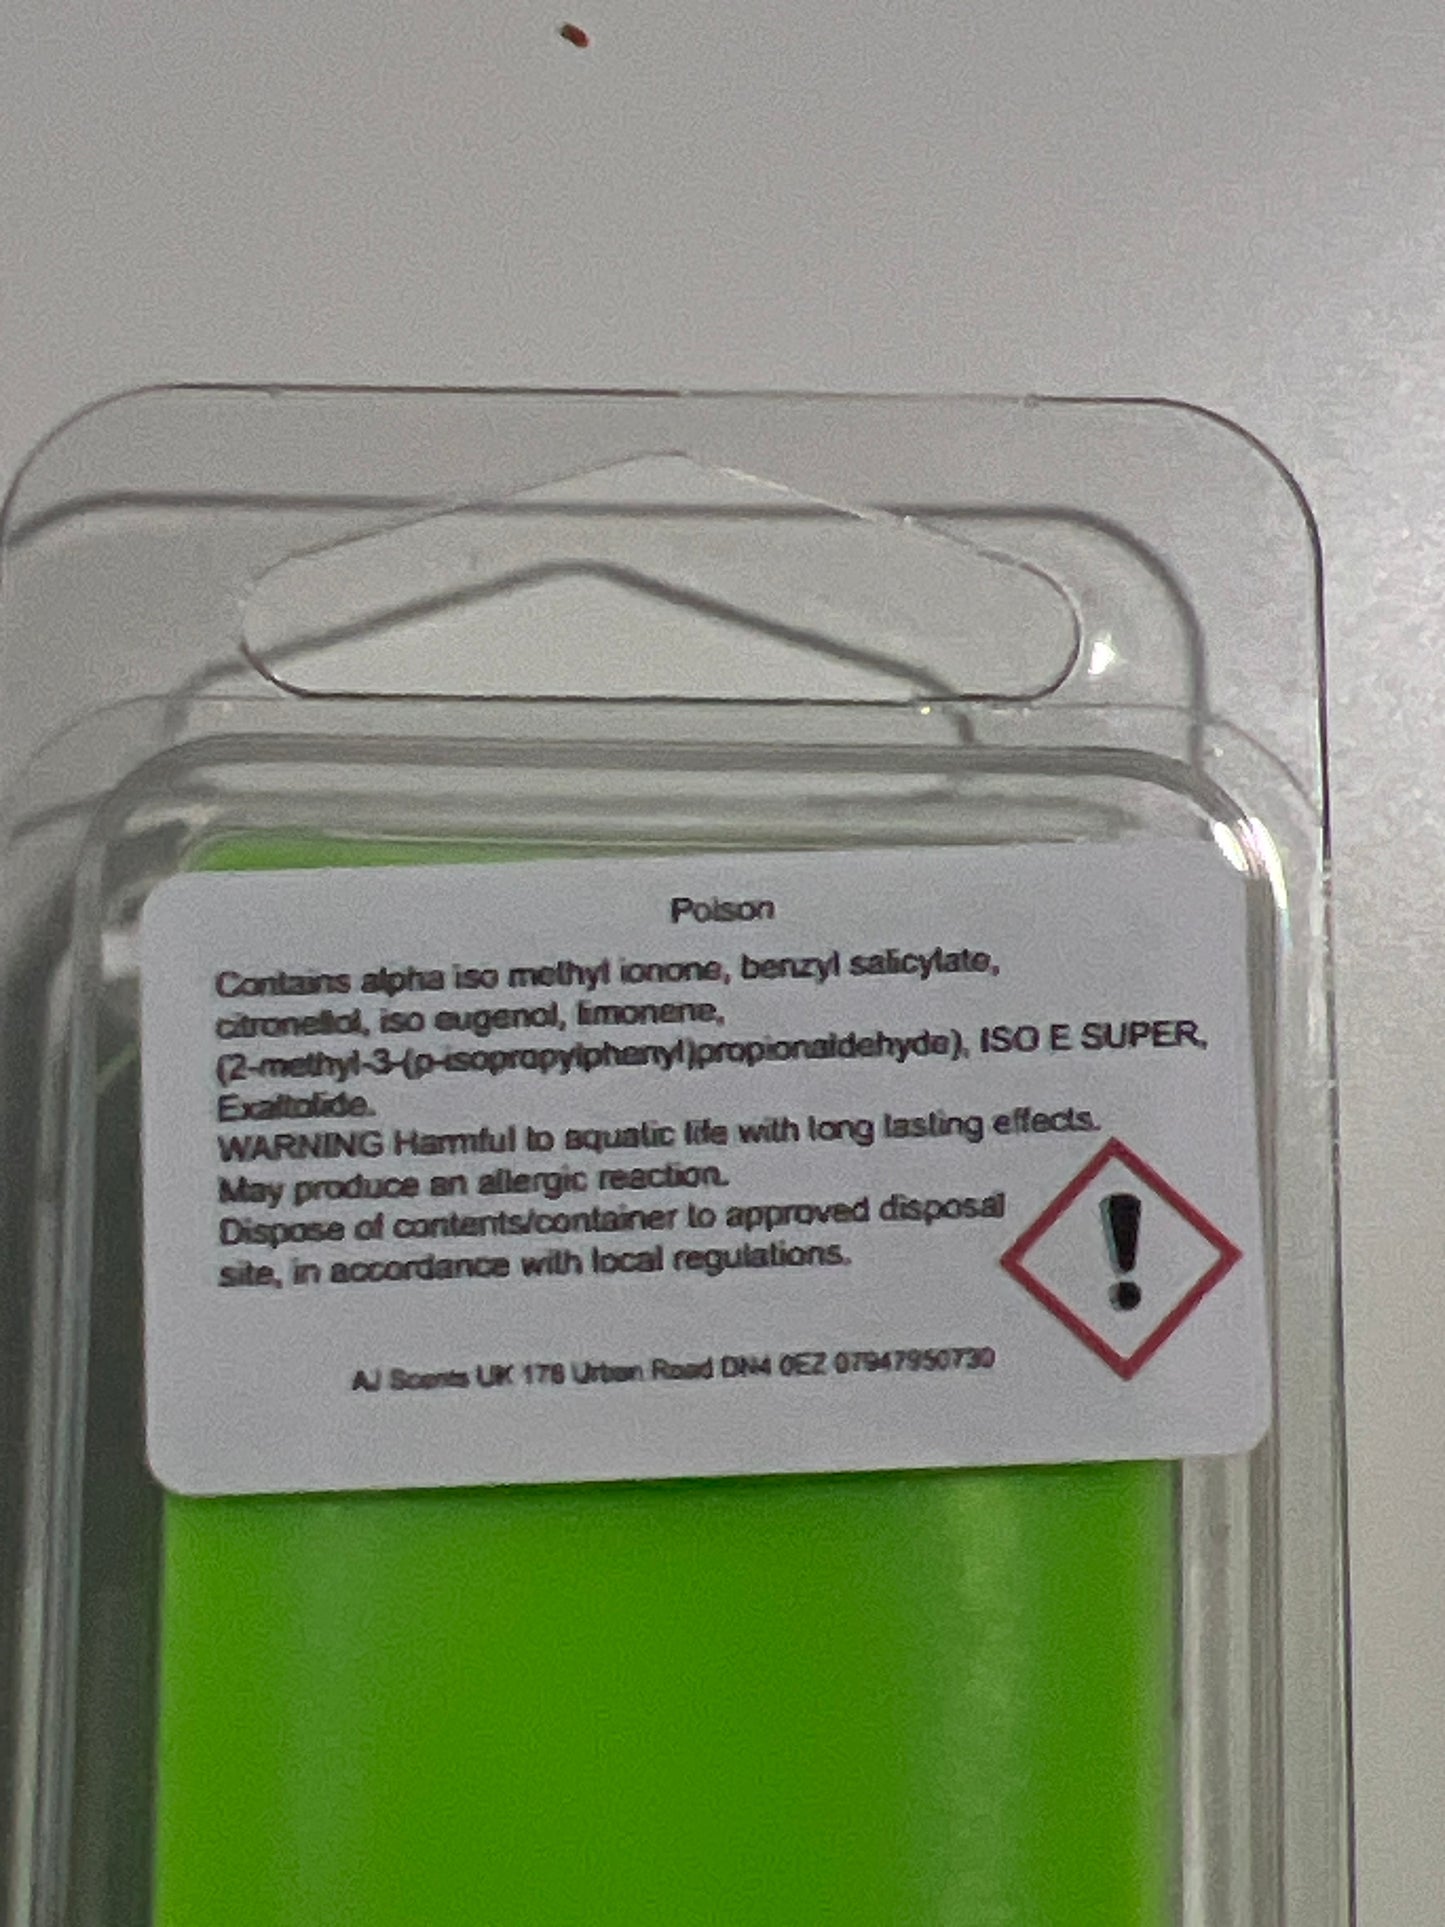 Poison
Contains alpha iso methyl ionone, benzyl salicylate,
citronellol, iso eugenol, limonene,
(2-methyl-3-(p-isopropylphenyl)propionaldehyde), ISO E SUPER,
Exaltolide.
WARNING Harmful to aquatic life with long lasting effects.
May produce an allergic reaction.
Dispose of contents/container to approved disposal
site, in accordance with local regulations.
AJ Scents UK 178 Urban Road DN4 0EZ 07947950730